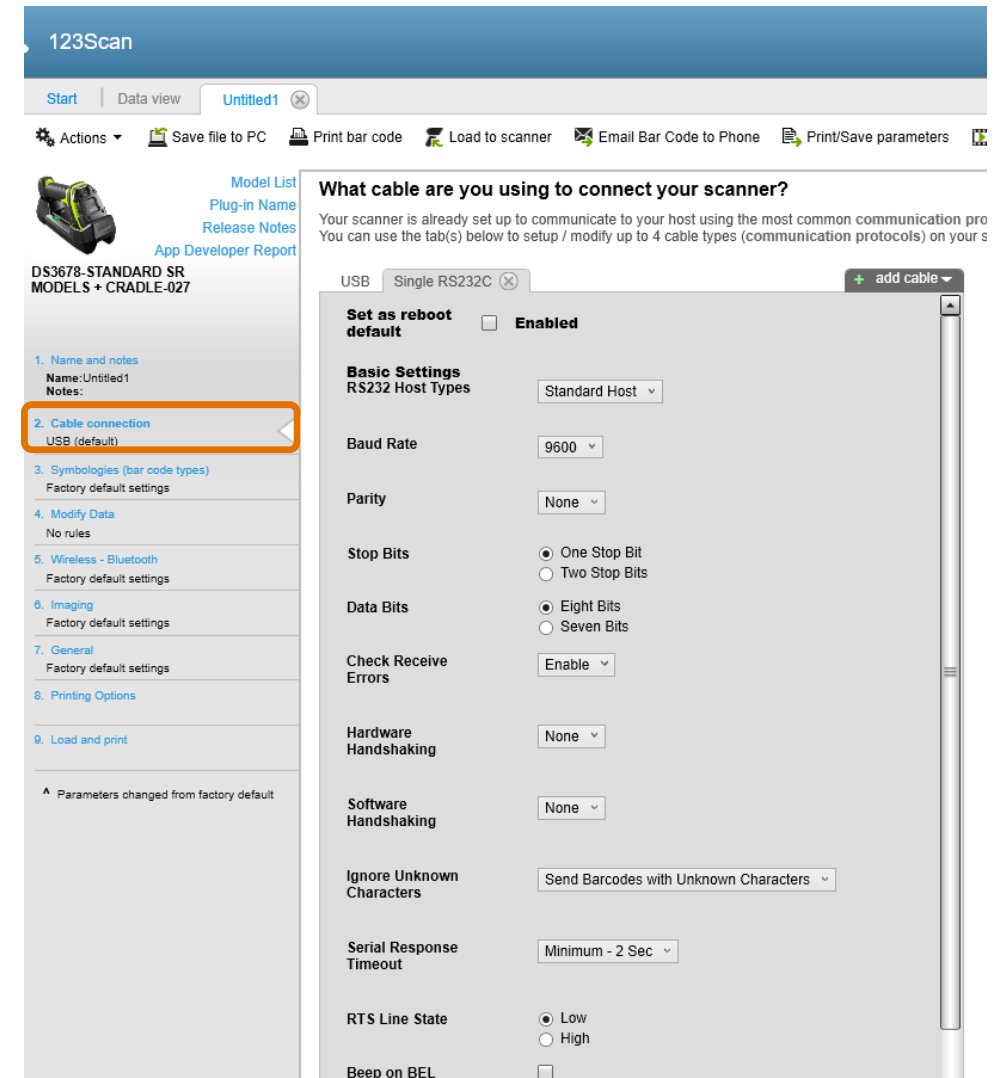 123Scan
Start Data view Untitled1
Actions Save file to PC Print bar code Load to scanner Email Bar Code to Phone Print/Save parameters
Model List
Plug-in Name
Release Notes
App Developer Report
DS3678-STANDARD SR
MODELS + CRADLE-027
1. Name and notes
Name:Untitled1
Notes:
2. Cable connection
USB (default)
3. Symbologies (bar code types)
Factory default settings
4. Modify Data
No rules
5. Wireless - Bluetooth
Factory default settings
6. Imaging
Factory default settings
7. General
Factory default settings
8. Printing Options
9. Load and print
^ Parameters changed from factory default
What cable are you using to connect your scanner?
Your scanner is already set up to communicate to your host using the most common communication pro
You can use the tab(s) below to setup / modify up to 4 cable types (communication protocols) on your s
USB Single RS232C + add cable
Set as reboot
default Enabled
Basic Settings
RS232 Host Types Standard Host
Baud Rate 9600
Parity None
Stop Bits One Stop Bit
Two Stop Bits
Data Bits Eight Bits
Seven Bits
Check Receive
Errors Enable
Hardware
Handshaking None
Software
Handshaking None
Ignore Unknown
Characters Send Barcodes with Unknown Characters
Serial Response
Timeout Minimum - 2 Sec
RTS Line State Low
High
Beep on BEL